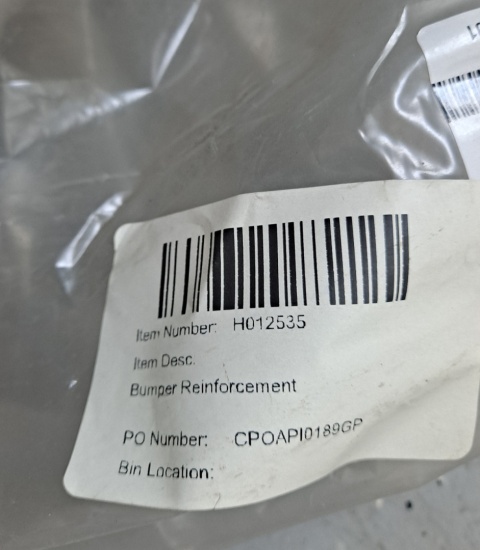 Item Number: H012535
Item Desc.
Bumper Reinforcement
PO Number: CPOAPI0189GP
Bin Location: